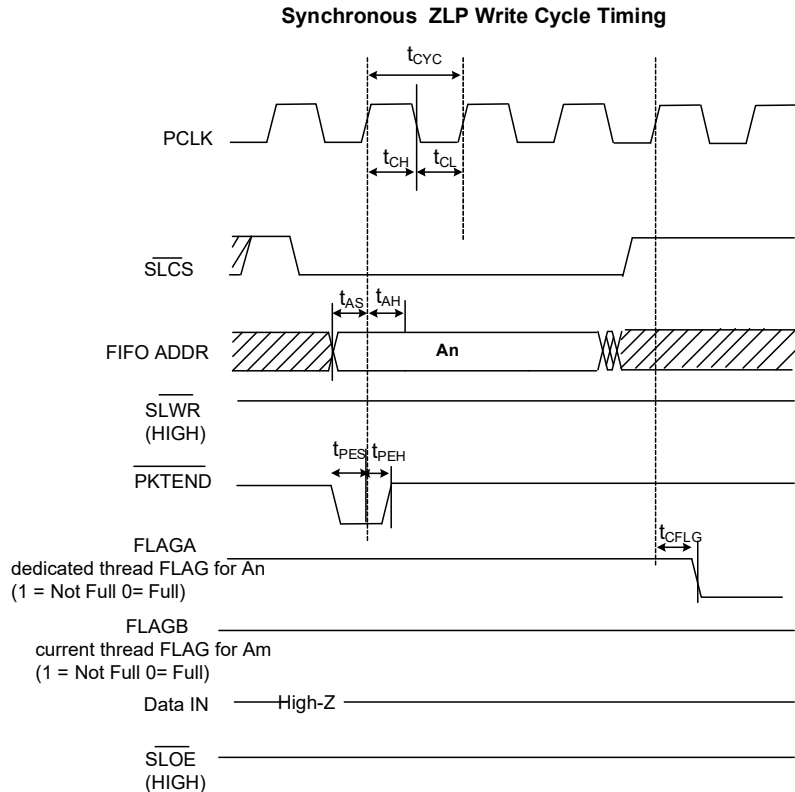 Synchronous ZLP Write Cycle Timing
tCYC
PCLK
tCH tCL
SLCS
tAS tAH
FIFO ADDR An
SLWR
(HIGH)
tPES tPEH
PKTEND
tCFLG
FLAGA
dedicated thread FLAG for An
(1 = Not Full 0= Full)
FLAGB
current thread FLAG for Am
(1 = Not Full 0= Full)
Data IN High-Z
SLOE
(HIGH)